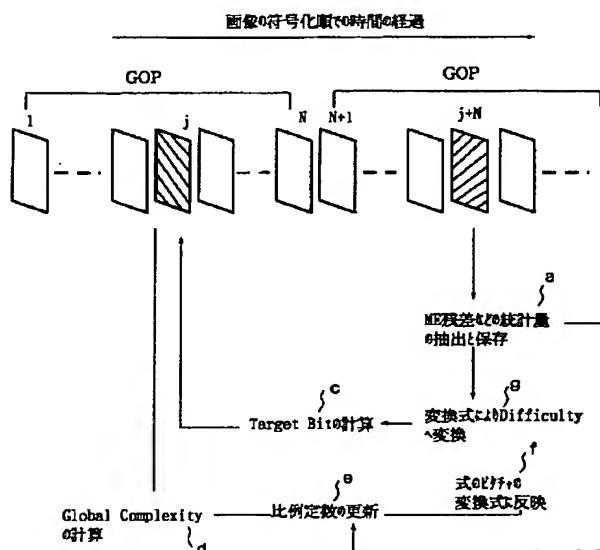 画像の符号化順での時間の経過
GOP
GOP
1
j
N
N+1
j+N
a
ME残差などの統計量
の抽出と保存
c
Target Bitの計算
g
変換式によりDifficulty
へ変換
f
式のピクチャの
変換式に反映
e
比例定数の更新
Global Complexity
の計算
d